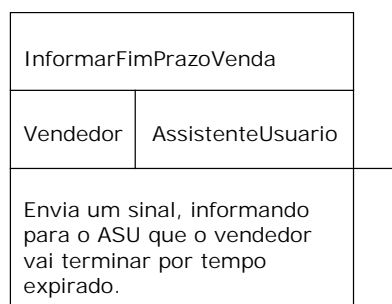 InformarFimPrazoVenda
Vendedor AssistenteUsuario
Envia um sinal, informando
para o ASU que o vendedor
vai terminar por tempo
expirado.